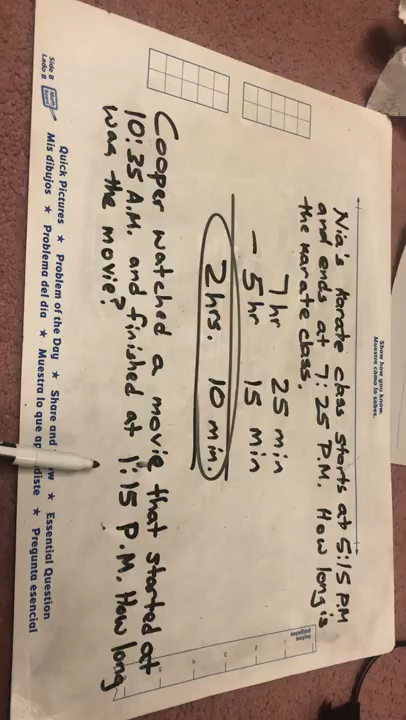 Show how you know.
Muestra cómo lo sabes.
Nia's karate class starts at 5:15 P.M
and ends at 7:25 P.M. How long is
the karate class.
7 hr 25 min
- 5 hr 15 min
2 hrs. 10 min.
Cooper watched a movie that started at
10:35 A.M. and finished at 1:15 P.M. How long
was the movie?
inches
pulgadas
Quick Pictures ★ Problem of the Day ★ Share and ★ Essential Question
Mis dibujos ★ Problema del día ★ Muestra lo que ★ Pregunta esencial
Side B
Lado B